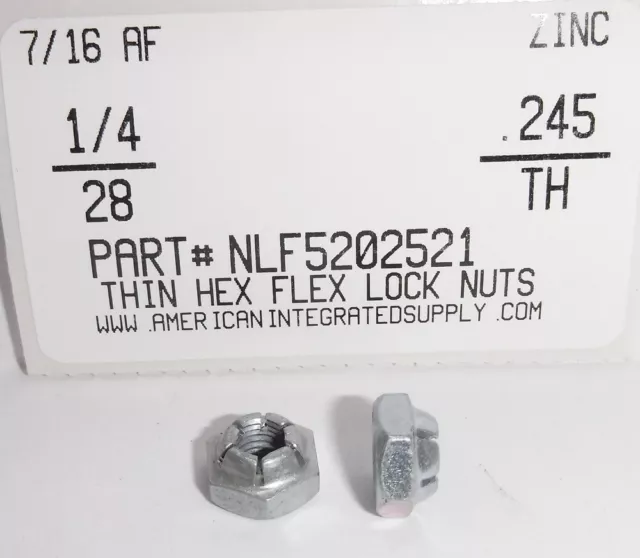 7/16 AF ZINC
1/4 .245
28 TH
PART# NLF5202521
THIN HEX FLEX LOCK NUTS
WWW.AMERICANINTEGRATEDSUPPLY.COM